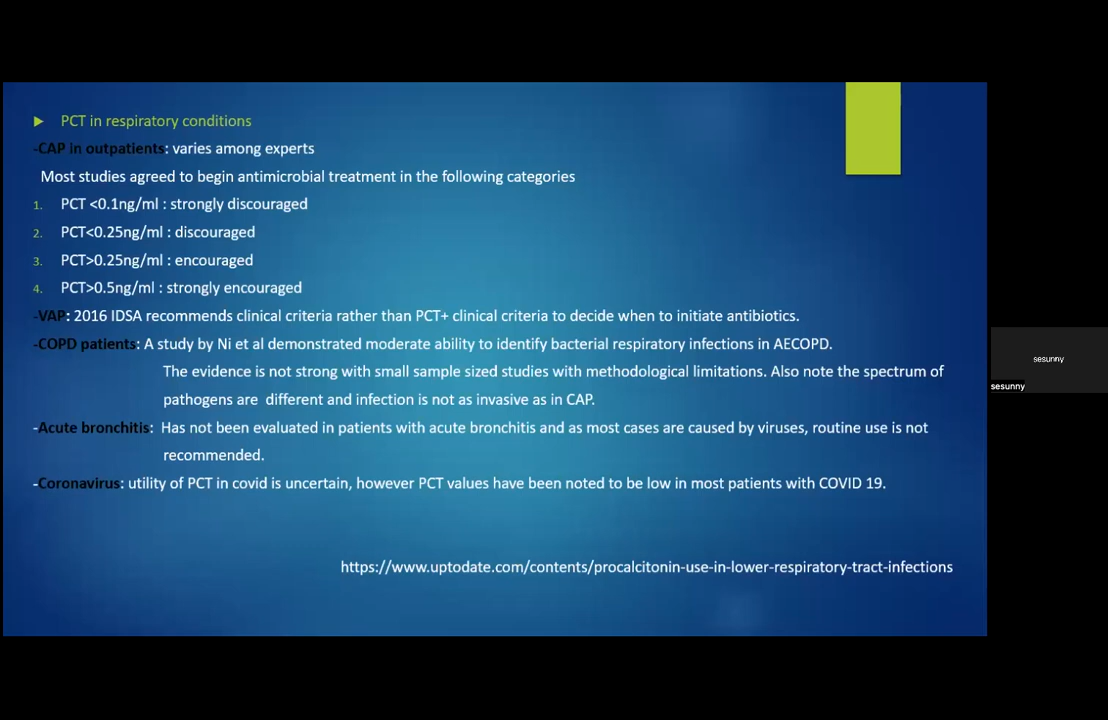 PCT in respiratory conditions
-CAP in outpatients: varies among experts
Most studies agreed to begin antimicrobial treatment in the following categories
1. PCT <0.1ng/ml : strongly discouraged
2. PCT<0.25ng/ml : discouraged
3. PCT>0.25ng/ml : encouraged
4. PCT>0.5ng/ml : strongly encouraged
-VAP: 2016 IDSA recommends clinical criteria rather than PCT+ clinical criteria to decide when to initiate antibiotics.
-COPD patients: A study by Ni et al demonstrated moderate ability to identify bacterial respiratory infections in AECOPD.
The evidence is not strong with small sample sized studies with methodological limitations. Also note the spectrum of
pathogens are different and infection is not as invasive as in CAP.
-Acute bronchitis: Has not been evaluated in patients with acute bronchitis and as most cases are caused by viruses, routine use is not
recommended.
-Coronavirus: utility of PCT in covid is uncertain, however PCT values have been noted to be low in most patients with COVID 19.
https://www.uptodate.com/contents/procalcitonin-use-in-lower-respiratory-tract-infections
sesunny
sesunny